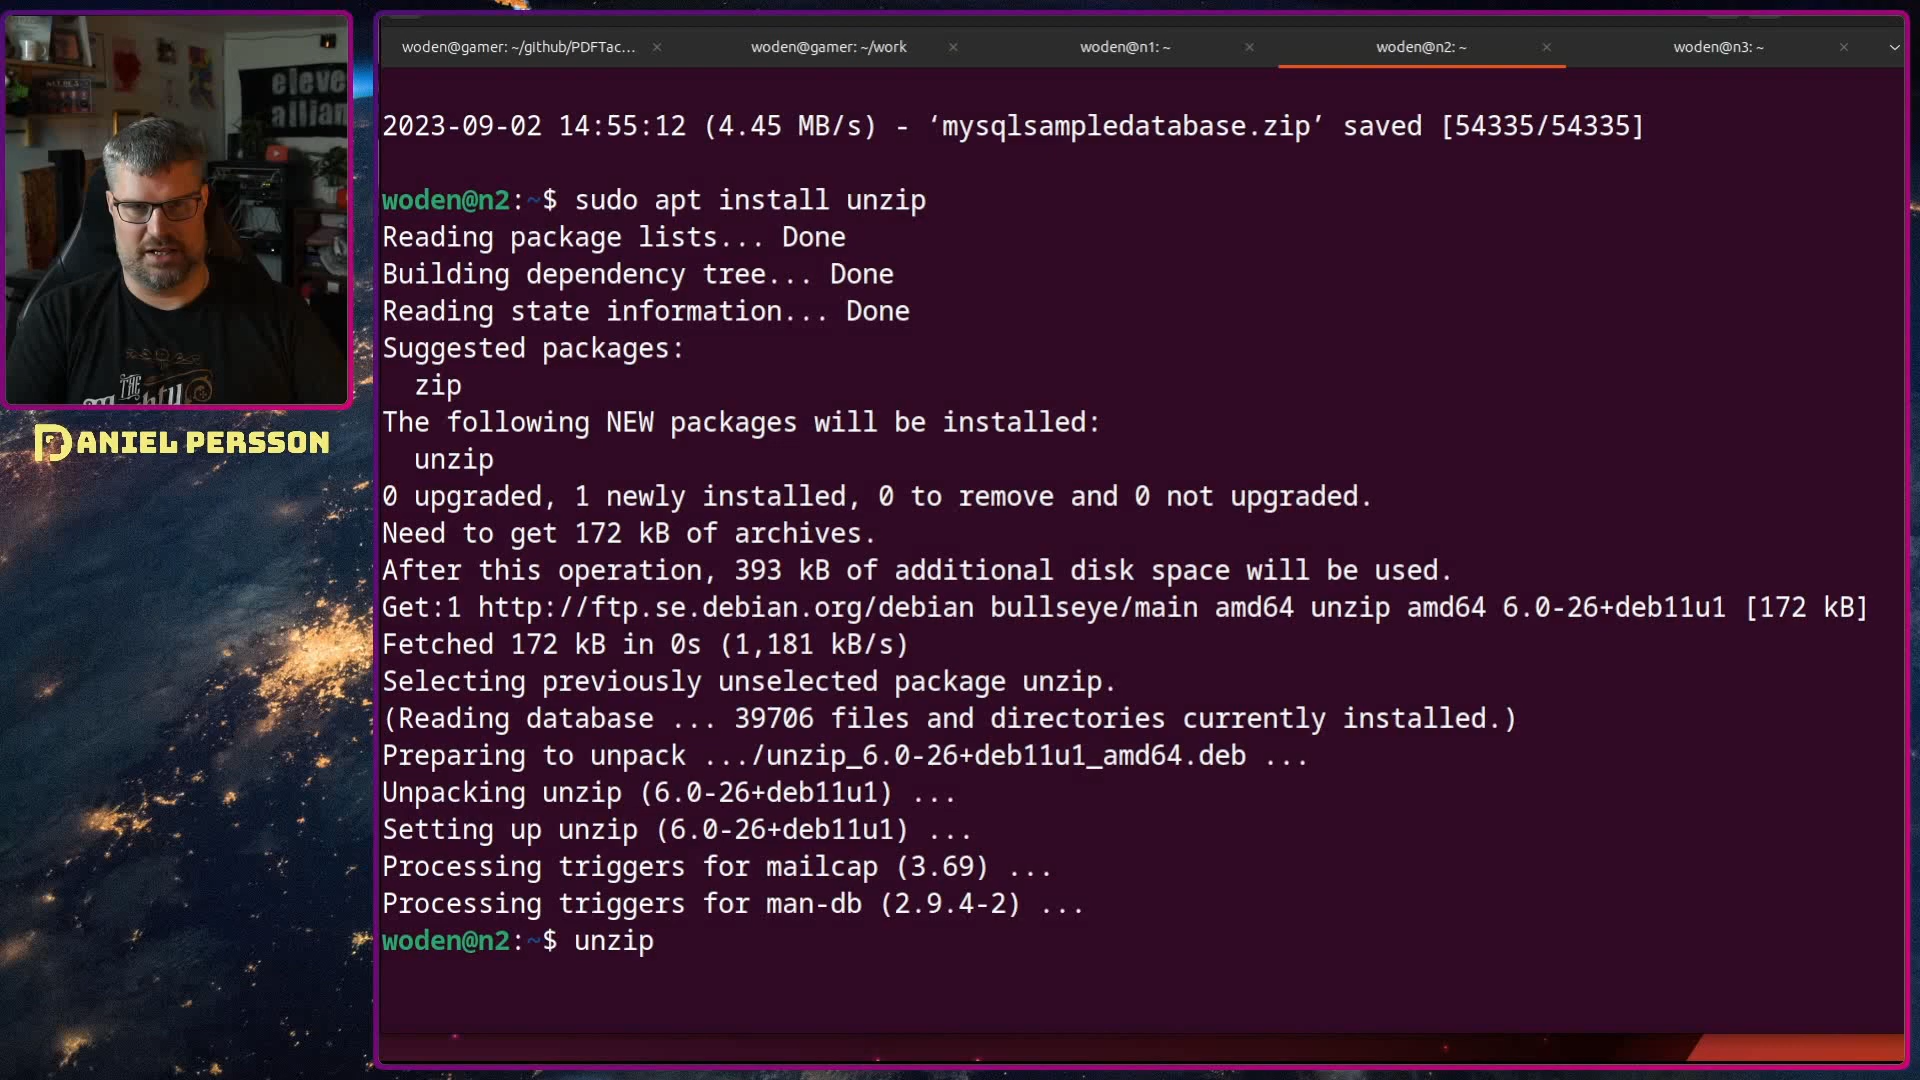 woden@gamer: ~/github/PDFTac...
woden@gamer: ~/work
woden@n1: ~
woden@n2: ~
woden@n3: ~
2023-09-02 14:55:12 (4.45 MB/s) - ‘mysqlsampledatabase.zip’ saved [54335/54335]
woden@n2:~$ sudo apt install unzip
Reading package lists... Done
Building dependency tree... Done
Reading state information... Done
Suggested packages:
  zip
The following NEW packages will be installed:
  unzip
0 upgraded, 1 newly installed, 0 to remove and 0 not upgraded.
Need to get 172 kB of archives.
After this operation, 393 kB of additional disk space will be used.
Get:1 http://ftp.se.debian.org/debian bullseye/main amd64 unzip amd64 6.0-26+deb11u1 [172 kB]
Fetched 172 kB in 0s (1,181 kB/s)
Selecting previously unselected package unzip.
(Reading database ... 39706 files and directories currently installed.)
Preparing to unpack .../unzip_6.0-26+deb11u1_amd64.deb ...
Unpacking unzip (6.0-26+deb11u1) ...
Setting up unzip (6.0-26+deb11u1) ...
Processing triggers for mailcap (3.69) ...
Processing triggers for man-db (2.9.4-2) ...
woden@n2:~$ unzip
eleve
allian
THE
DANIEL PERSSON